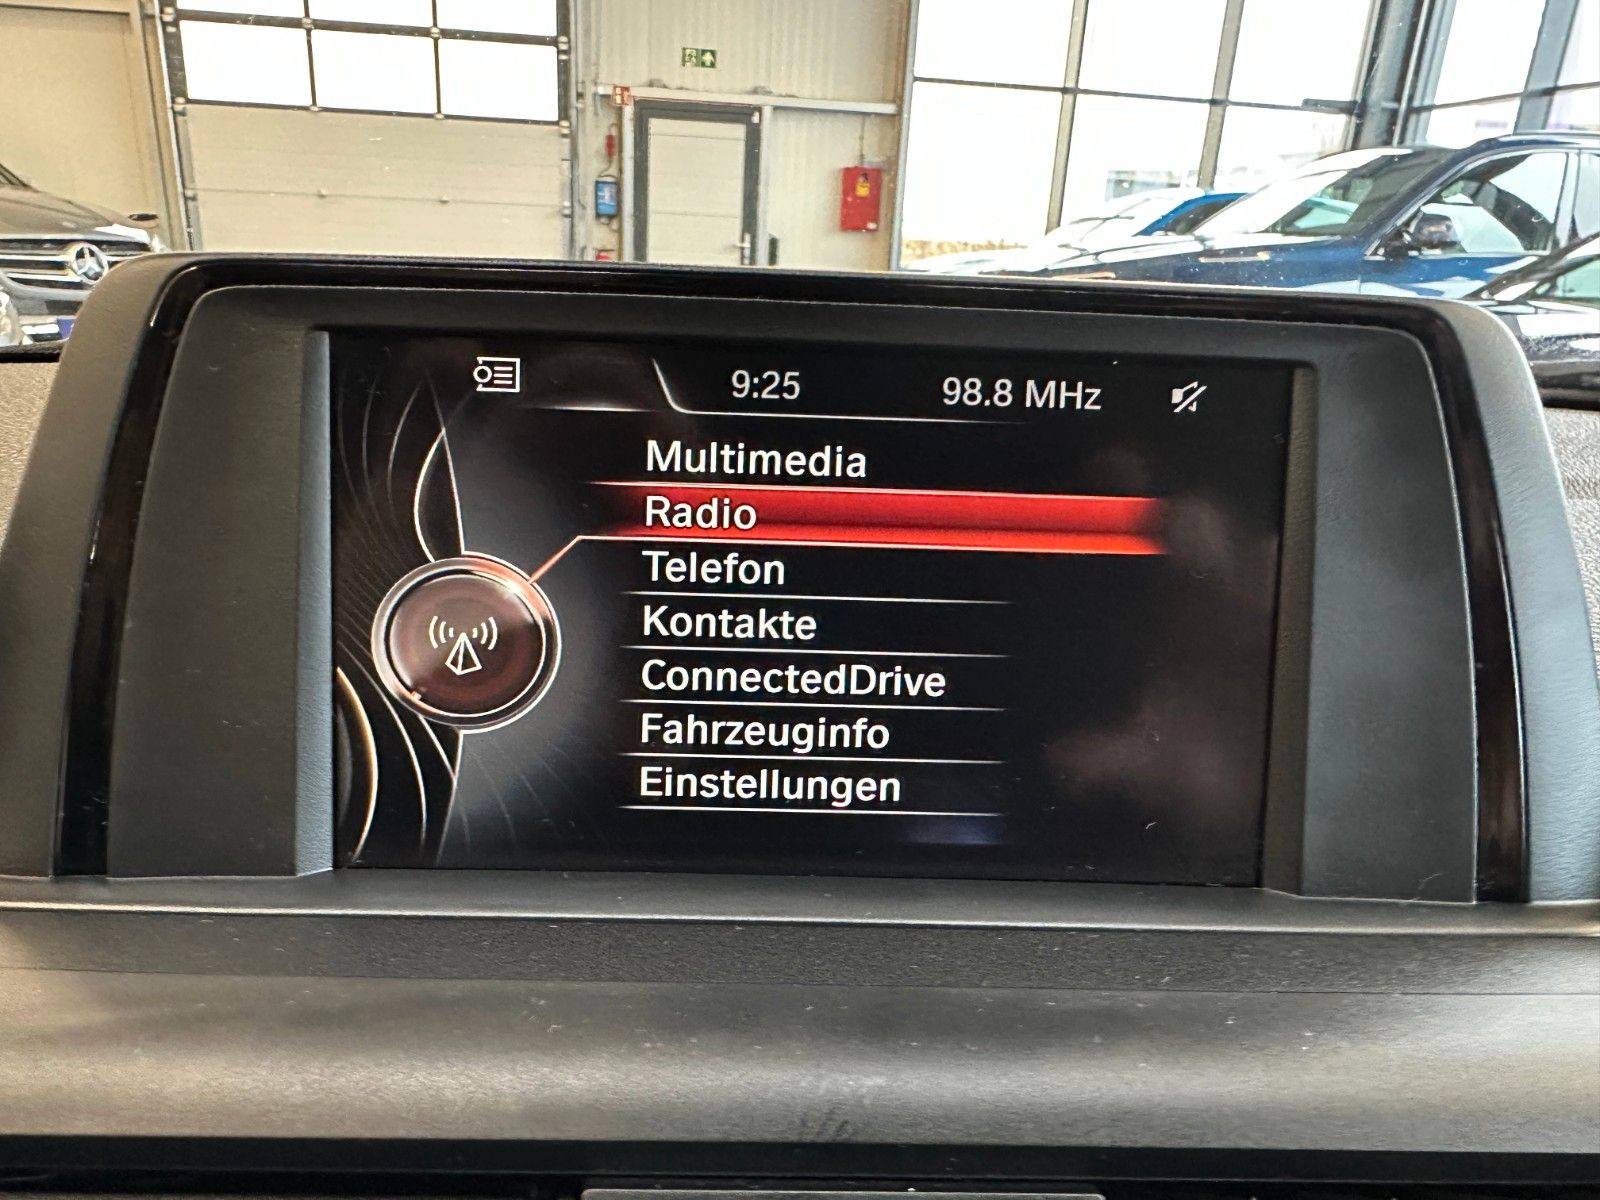 9:25
98.8 MHz
Multimedia
Radio
Telefon
Kontakte
ConnectedDrive
Fahrzeuginfo
Einstellungen